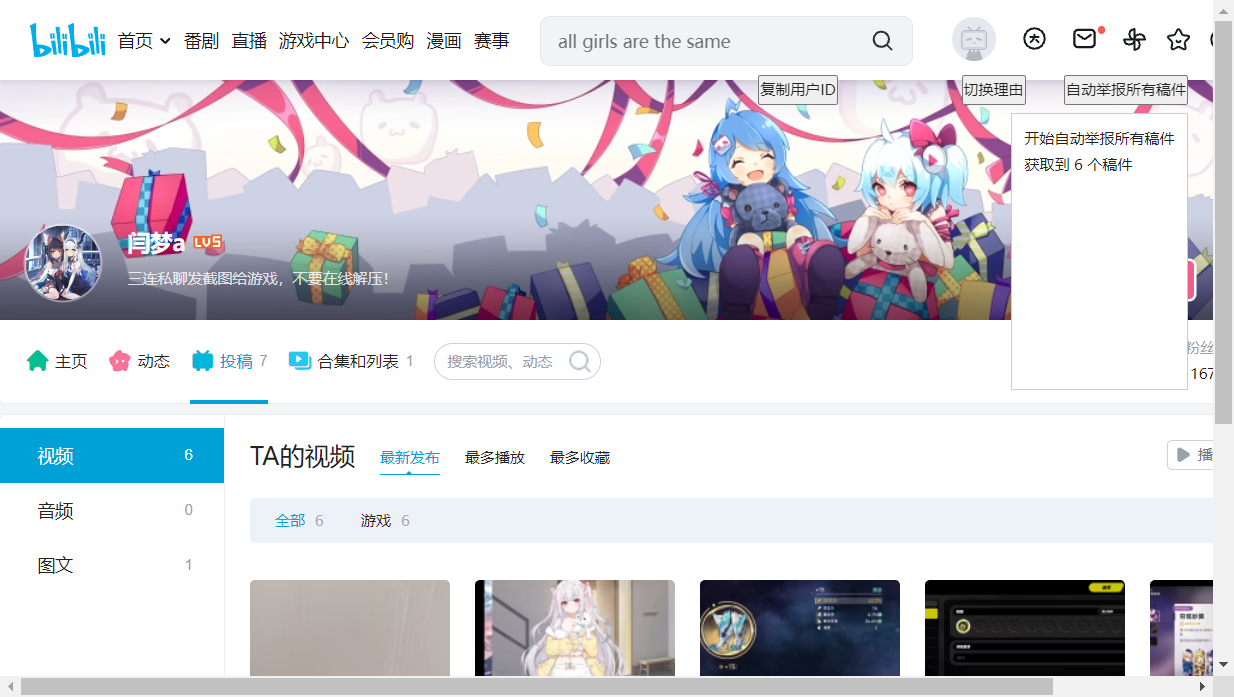 bilibili
首页 番剧 直播 游戏中心 会员购 漫画 赛事
all girls are the same
复制用户ID
切换理由
自动举报所有稿件
开始自动举报所有稿件
获取到 6 个稿件
闫梦a LV5
三连私聊发截图给游戏，不要在线解压！
主页
动态
投稿 7
合集和列表 1
搜索视频、动态
粉丝
167
视频 6
音频 0
图文 1
TA的视频
最新发布
最多播放
最多收藏
播
全部 6
游戏 6
+15
+15